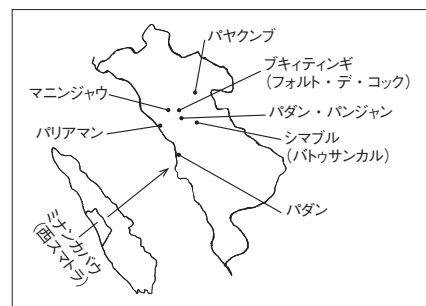 パヤクンブ
ブキィティンギ
(フォルト・デ・コック)
マニンジャウ
パダン・パンジャン
パリアマン
シマブル
(バトゥサンカル)
パダン
ミナンカバウ
(西スマトラ)